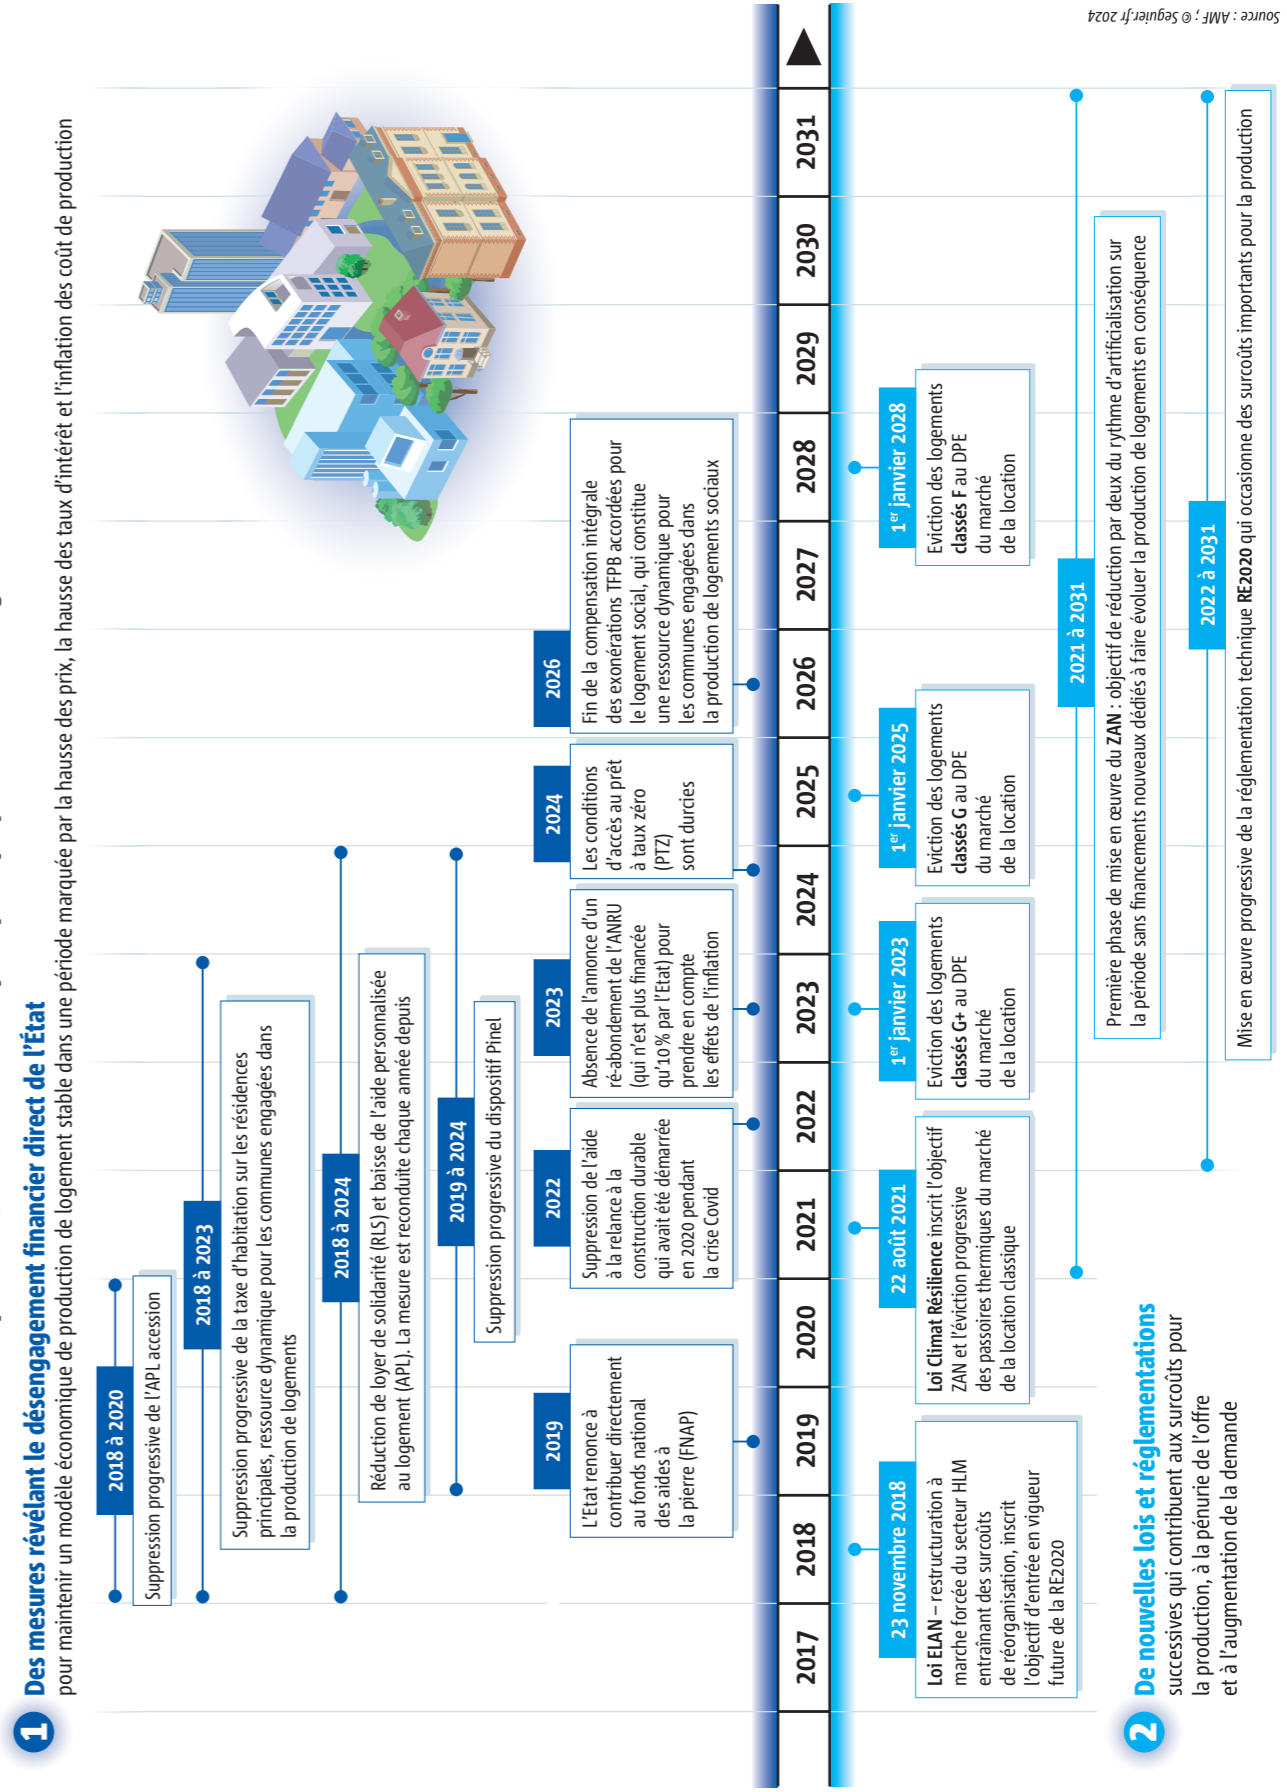 1 Des mesures révélant le désengagement financier direct de l'État
pour maintenir un modèle économique de production de logement stable dans une période marquée par la hausse des prix, la hausse des taux d'intérêt et l'inflation des coût de production
2018 à 2020
Suppression progressive de l'APL accession
2018 à 2023
Suppression progressive de la taxe d'habitation sur les résidences
principales, ressource dynamique pour les communes engagées dans
la production de logements
2018 à 2024
Réduction de loyer de solidarité (RLS) et baisse de l'aide personnalisée
au logement (APL). La mesure est reconduite chaque année depuis
2019 à 2024
Suppression progressive du dispositif Pinel
2019
L'Etat renonce à
contribuer directement
au fonds national
des aides à
la pierre (FNAP)
2022
Suppression de l'aide
à la relance à la
construction durable
qui avait été démarrée
en 2020 pendant
la crise Covid
2023
Absence de l'annonce d'un
ré-abondement de l'ANRU
(qui n'est plus financée
qu'10 % par l'Etat) pour
prendre en compte
les effets de l'inflation
2024
Les conditions
d'accès au prêt
à taux zéro
(PTZ)
sont durcies
2026
Fin de la compensation intégrale
des exonérations TFPB accordées pour
le logement social, qui constitue
une ressource dynamique pour
les communes engagées dans
la production de logements sociaux
2017 2018 2019 2020 2021 2022 2023 2024 2025 2026 2027 2028 2029 2030 2031
23 novembre 2018
Loi ELAN – restructuration à
marche forcée du secteur HLM
entraînant des surcoûts
de réorganisation, inscrit
l'objectif d'entrée en vigueur
future de la RE2020
22 août 2021
Loi Climat Résilience inscrit l'objectif
ZAN et l'éviction progressive
des passoires thermiques du marché
de la location classique
1er janvier 2023
Eviction des logements
classés G+ au DPE
du marché
de la location
1er janvier 2025
Eviction des logements
classés G au DPE
du marché
de la location
1er janvier 2028
Eviction des logements
classés F au DPE
du marché
de la location
2021 à 2031
Première phase de mise en œuvre du ZAN : objectif de réduction par deux du rythme d'artificialisation sur
la période sans financements nouveaux dédiés à faire évoluer la production de logements en conséquence
2022 à 2031
Mise en œuvre progressive de la réglementation technique RE2020 qui occasionne des surcoûts importants pour la production
2 De nouvelles lois et réglementations
successives qui contribuent aux surcoûts pour
la production, à la pénurie de l'offre
et à l'augmentation de la demande
Source : AMF ; © Seguier.fr 2024